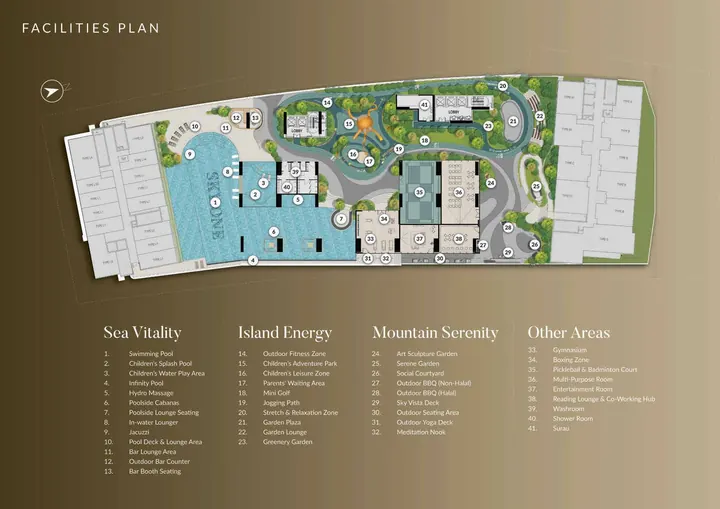 FACILITIES PLAN
LOBBY
LOBBY
SK ONE
Sea Vitality
1. Swimming Pool
2. Children's Splash Pool
3. Children's Water Play Area
4. Infinity Pool
5. Hydro Massage
6. Poolside Cabanas
7. Poolside Lounge Seating
8. In-water Lounger
9. Jacuzzi
10. Pool Deck & Lounge Area
11. Bar Lounge Area
12. Outdoor Bar Counter
13. Bar Booth Seating
Island Energy
14. Outdoor Fitness Zone
15. Children's Adventure Park
16. Children's Leisure Zone
17. Parents' Waiting Area
18. Mini Golf
19. Jogging Path
20. Stretch & Relaxation Zone
21. Garden Plaza
22. Garden Lounge
23. Greenery Garden
Mountain Serenity
24. Art Sculpture Garden
25. Serene Garden
26. Social Courtyard
27. Outdoor BBQ (Non-Halal)
28. Outdoor BBQ (Halal)
29. Sky Vista Deck
30. Outdoor Seating Area
31. Outdoor Yoga Deck
32. Meditation Nook
Other Areas
33. Gymnasium
34. Boxing Zone
35. Pickleball & Badminton Court
36. Multi-Purpose Room
37. Entertainment Room
38. Reading Lounge & Co-Working Hub
39. Washroom
40. Shower Room
41. Surau